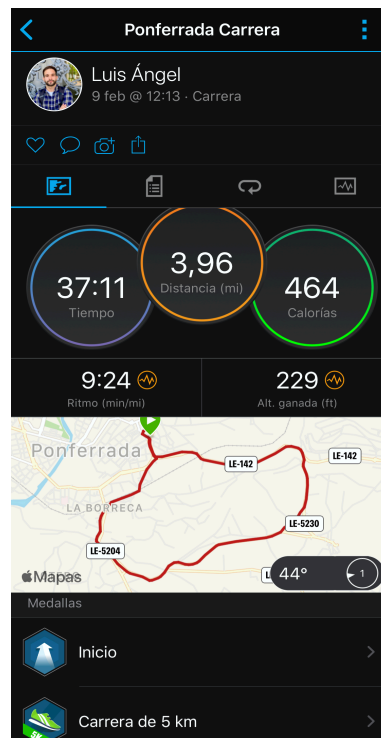 Ponferrada Carrera
Luis Ángel
9 feb @ 12:13 · Carrera
3,96
Distancia (mi)
37:11
Tiempo
464
Calorías
9:24
Ritmo (min/mi)
229
Alt. ganada (ft)
Ponferrada
LE-142
LE-142
LA BORRECA
LE-5230
LE-5204
Mapas
44°
1
Medallas
Inicio
Carrera de 5 km
5K